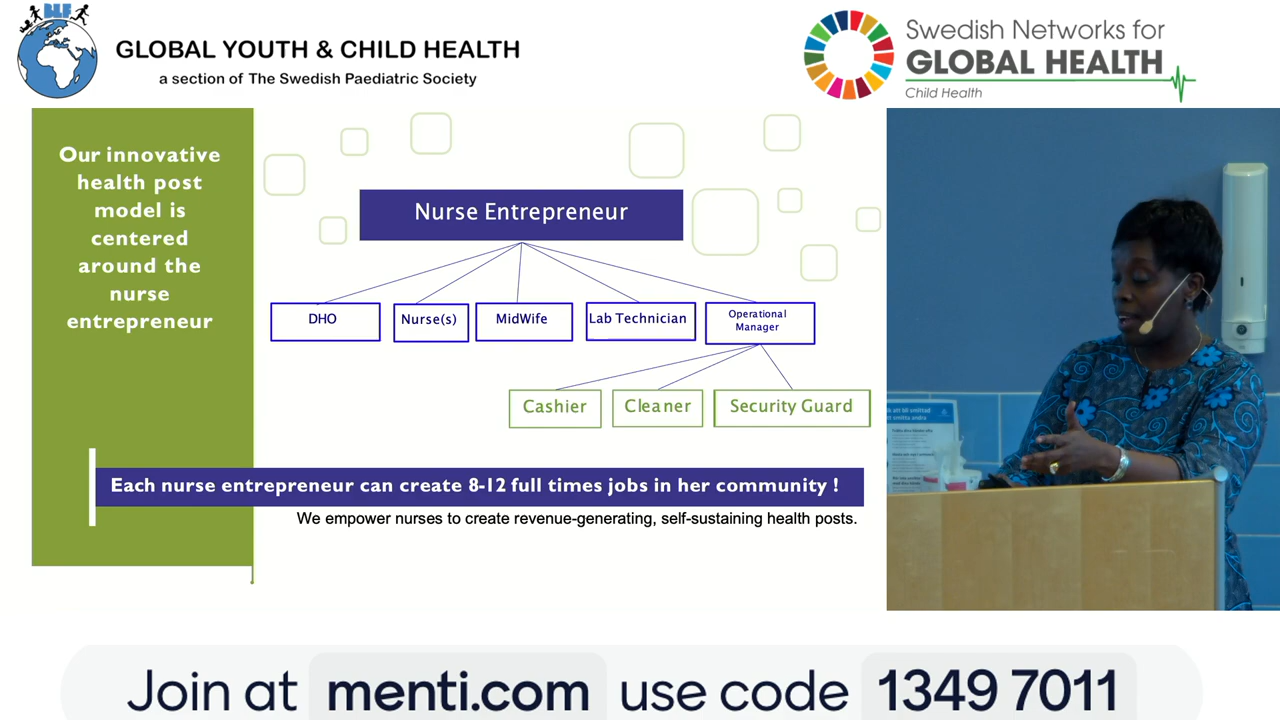 BLF
GLOBAL YOUTH & CHILD HEALTH
a section of The Swedish Paediatric Society
Swedish Networks for
GLOBAL HEALTH
Child Health
Our innovative
health post
model is
centered
around the
nurse
entrepreneur
Nurse Entrepreneur
DHO
Nurse(s)
MidWife
Lab Technician
Operational
Manager
Cashier
Cleaner
Security Guard
Each nurse entrepreneur can create 8-12 full times jobs in her community !
We empower nurses to create revenue-generating, self-sustaining health posts.
Join at menti.com use code 1349 7011